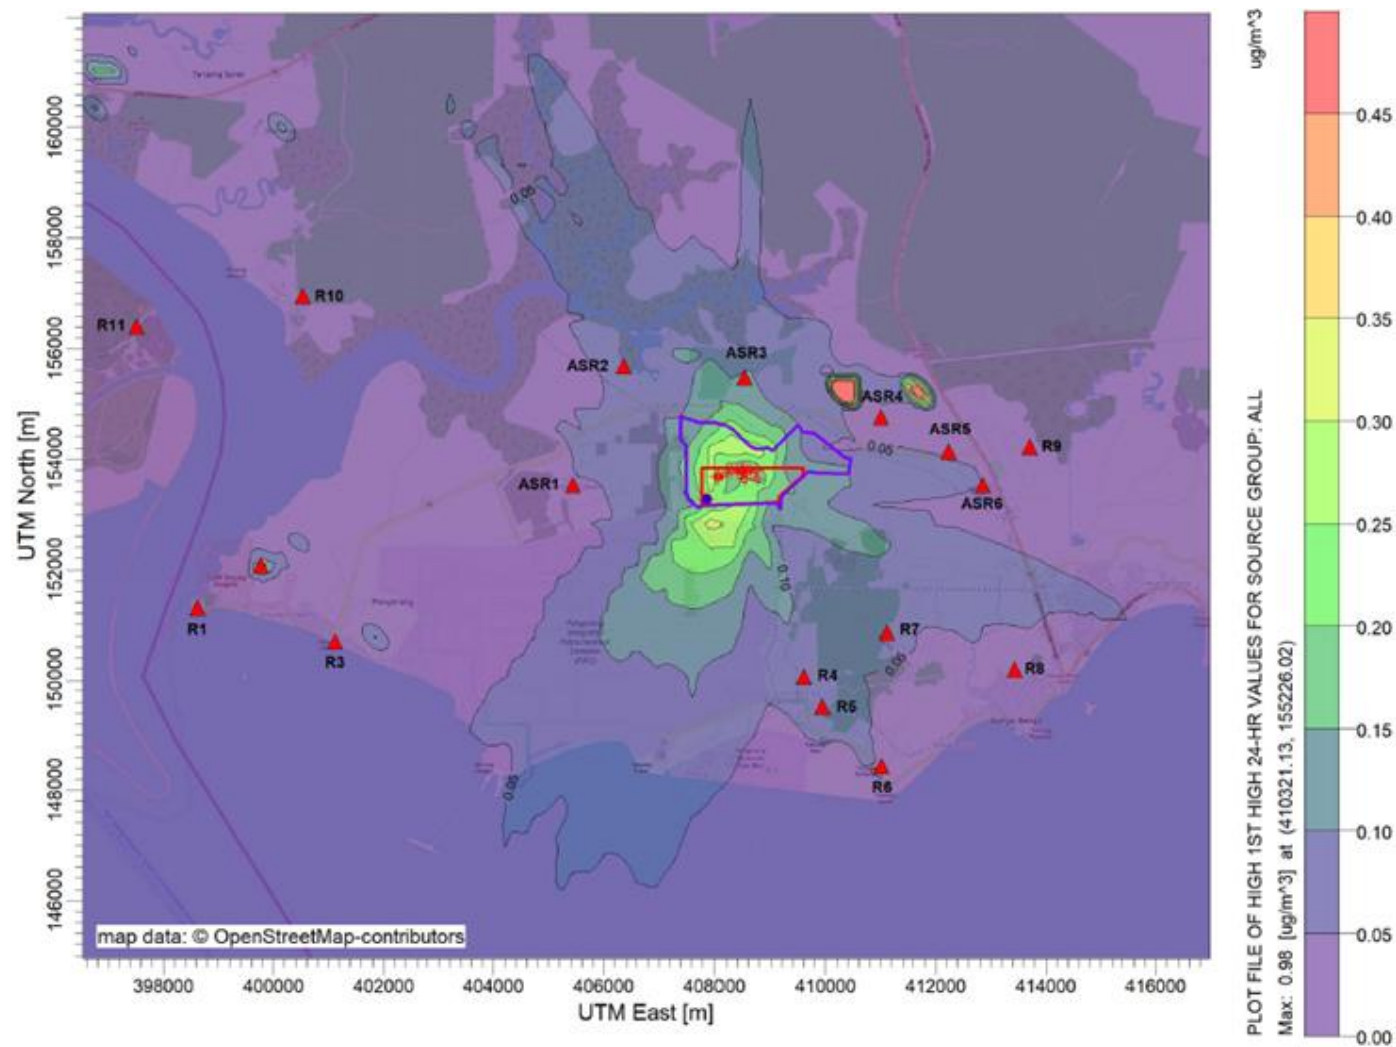 ug/m^3
PLOT FILE OF HIGH 1ST HIGH 24-HR VALUES FOR SOURCE GROUP: ALL
Max: 0.98 [ug/m^3] at (410321.13, 155226.02)
0.45
0.40
0.35
0.30
0.25
0.20
0.15
0.10
0.05
0.00
UTM North [m]
160000
158000
156000
154000
152000
150000
148000
146000
0.05
R10
R11
ASR2
ASR3
ASR4
ASR5
R9
0.05
ASR1
ASR6
0.10
R1
R3
R7
R4
0.05
R8
R5
R6
0.05
Pengerang
map data: © OpenStreetMap-contributors
398000 400000 402000 404000 406000 408000 410000 412000 414000 416000
UTM East [m]